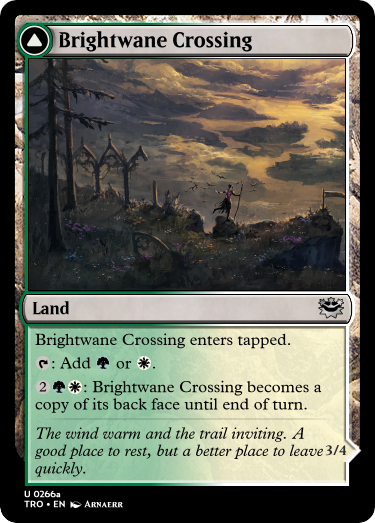 Brightwane Crossing
Land
Brightwane Crossing enters tapped.
: Add or .
2 : Brightwane Crossing becomes a
copy of its back face until end of turn.
The wind warm and the trail inviting. A
good place to rest, but a better place to leave
quickly.
3/4
U 0266a
TRO • EN Arnaerr